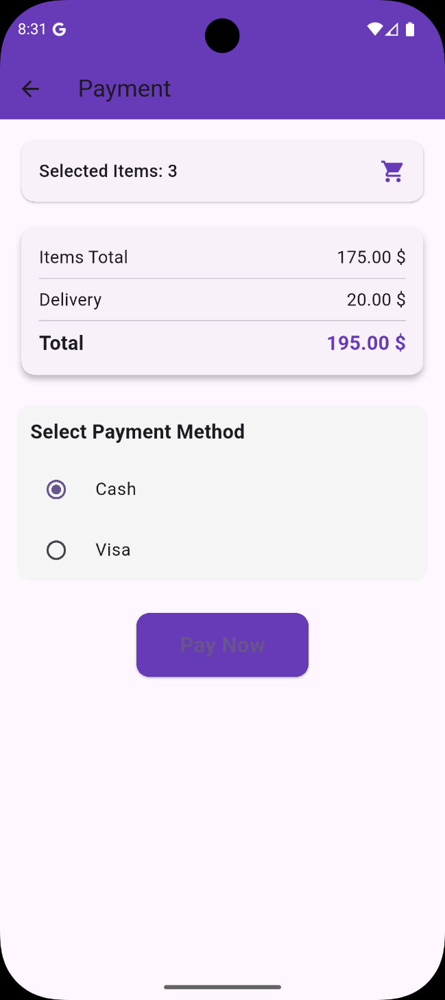 8:31 G
Payment
Selected Items: 3
Items Total 175.00 $
Delivery 20.00 $
Total 195.00 $
Select Payment Method
Cash
Visa
Pay Now